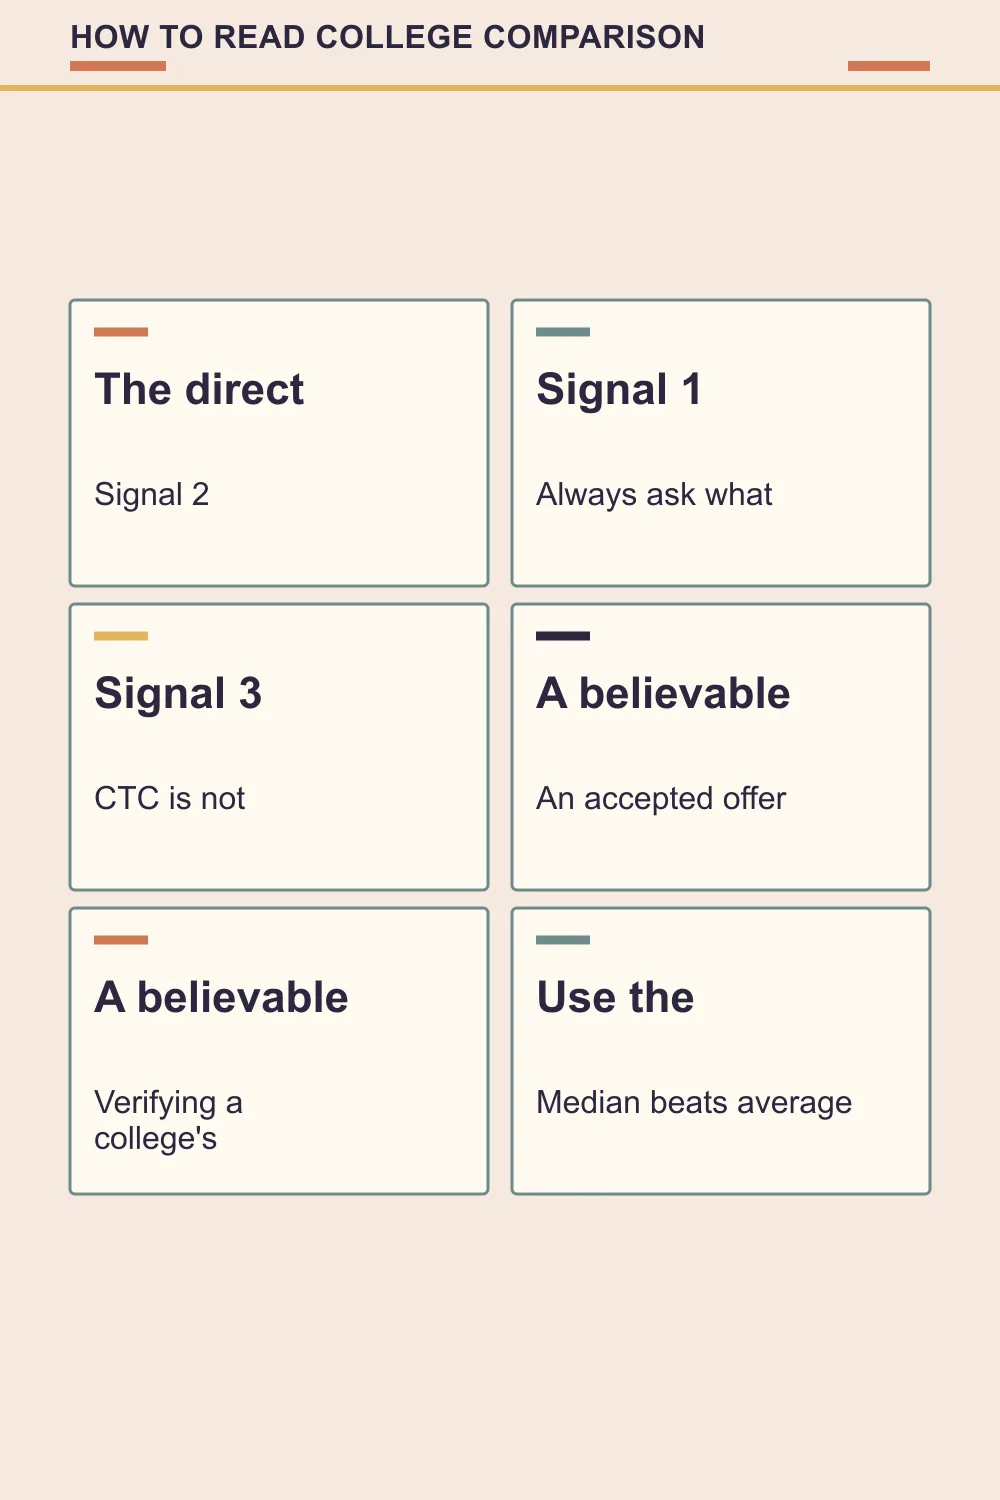 HOW TO READ COLLEGE COMPARISON
The direct
Signal 2
Signal 1
Always ask what
Signal 3
CTC is not
A believable
An accepted offer
A believable
Verifying a
college's
Use the
Median beats average